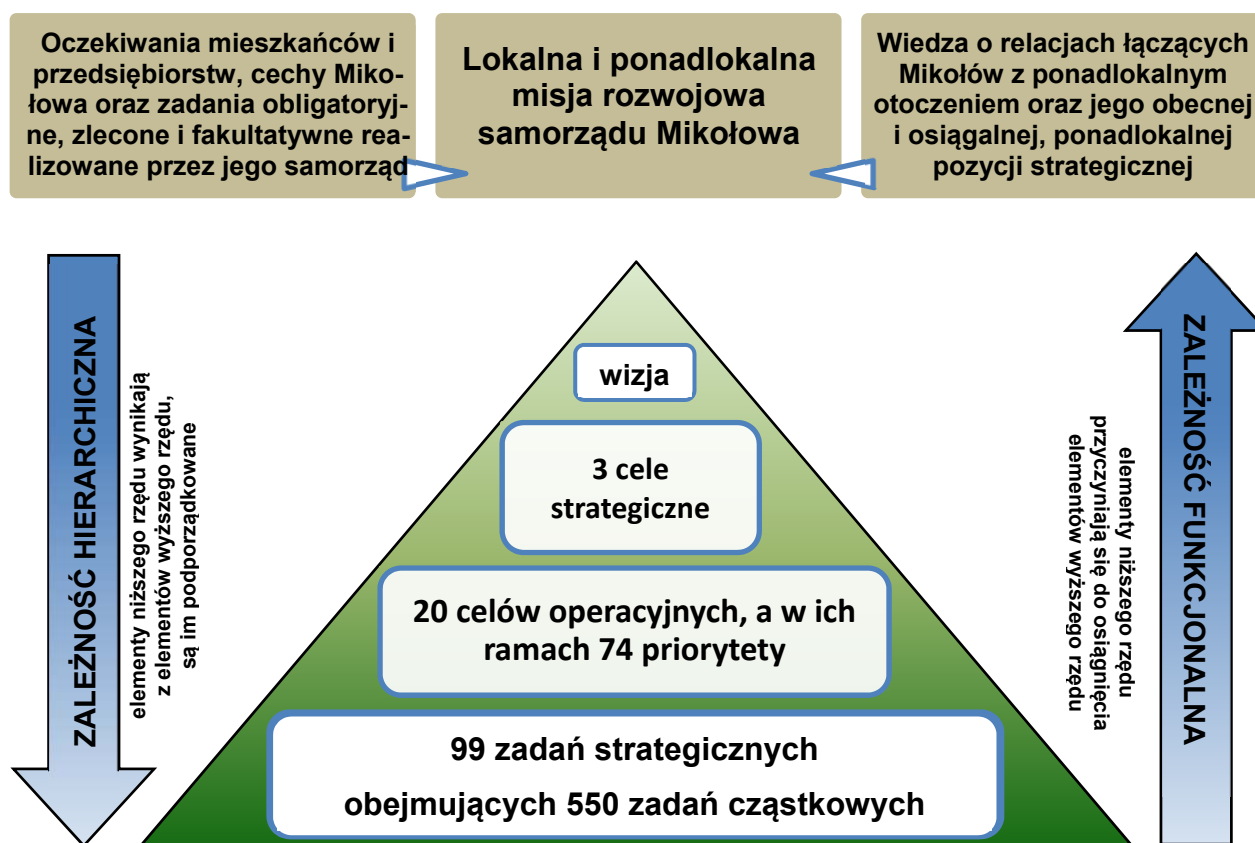 Oczekiwania mieszkańców i
przedsiębiorstw, cechy Miko-
łowa oraz zadania obligatoryj-
ne, zlecone i fakultatywne rea-
lizowane przez jego samorząd
Lokalna i ponadlokalna
misja rozwojowa
samorządu Mikołowa
Wiedza o relacjach łączących
Mikołów z ponadlokalnym
otoczeniem oraz jego obecnej
i osiągalnej, ponadlokalnej
pozycji strategicznej
ZALEŻNOŚĆ HIERARCHICZNA
elementy niższego rzędu wynikają
z elementów wyższego rzędu,
są im podporządkowane
wizja
3 cele
strategiczne
20 celów operacyjnych, a w ich
ramach 74 priorytety
99 zadań strategicznych
obejmujących 550 zadań cząstkowych
elementy niższego rzędu
przyczyniają się do osiągnięcia
elementów wyższego rzędu
ZALEŻNOŚĆ FUNKCJONALNA